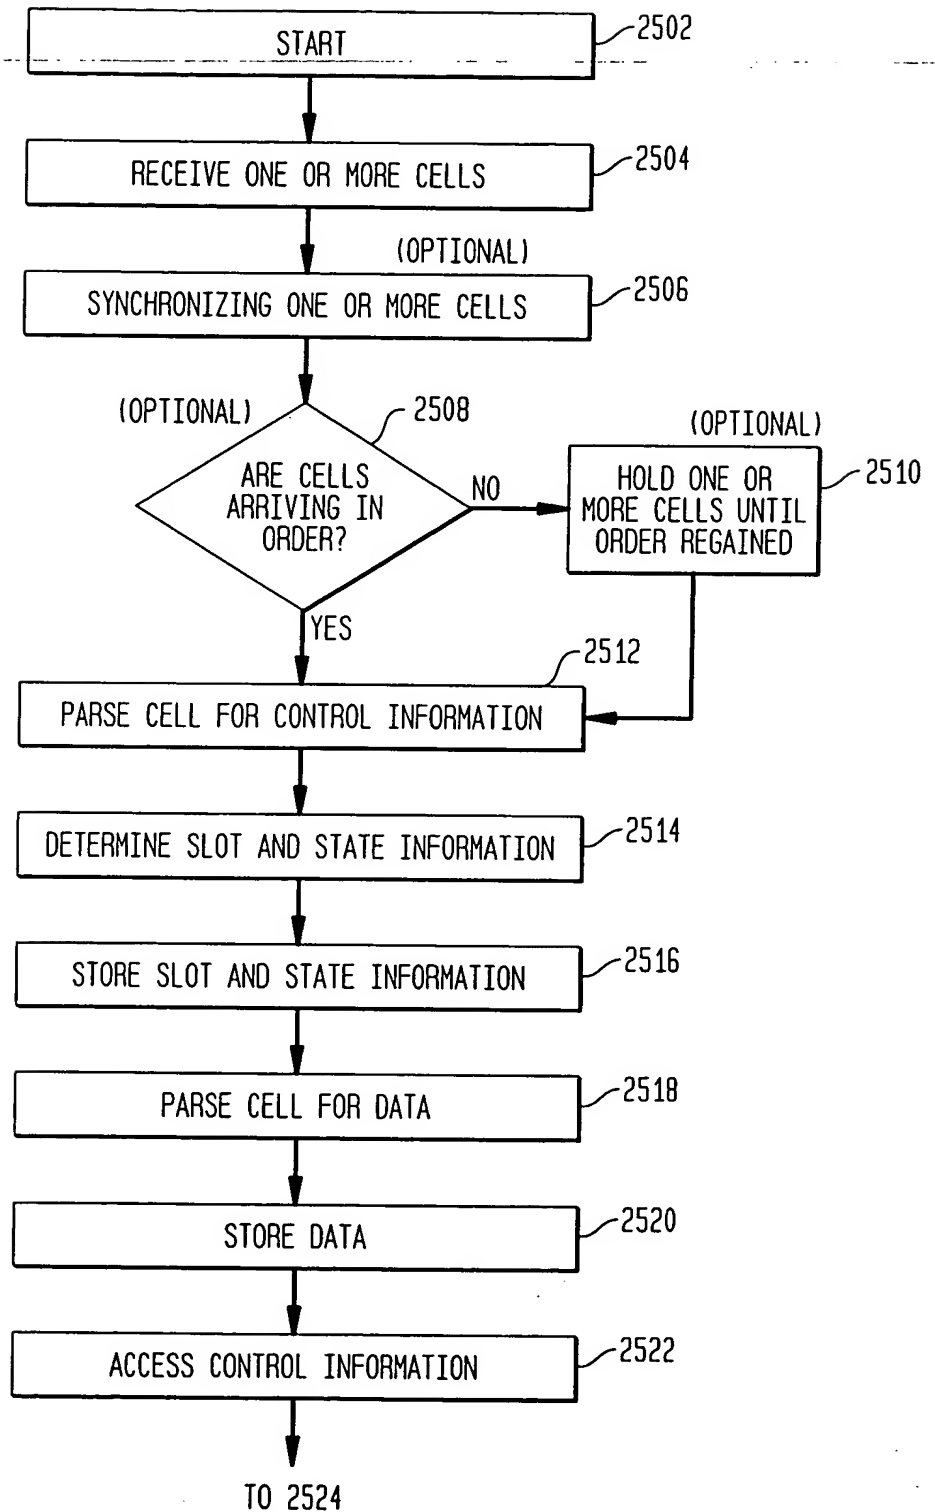 START
2502
RECEIVE ONE OR MORE CELLS
2504
(OPTIONAL)
SYNCHRONIZING ONE OR MORE CELLS
2506
(OPTIONAL)
2508
ARE CELLS
ARRIVING IN
ORDER?
NO
(OPTIONAL)
HOLD ONE OR
MORE CELLS UNTIL
ORDER REGAINED
2510
YES
2512
PARSE CELL FOR CONTROL INFORMATION
DETERMINE SLOT AND STATE INFORMATION
2514
STORE SLOT AND STATE INFORMATION
2516
PARSE CELL FOR DATA
2518
STORE DATA
2520
ACCESS CONTROL INFORMATION
2522
TO 2524